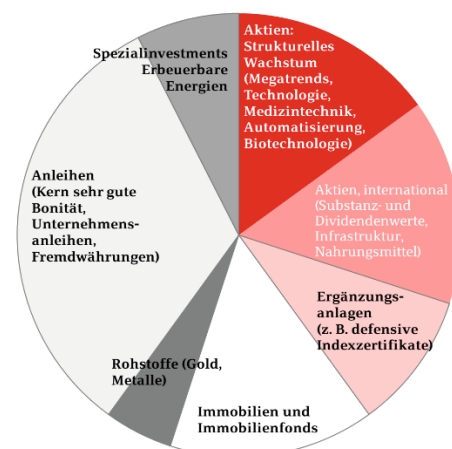 Aktien:
Strukturelles
Wachstum
(Megatrends,
Technologie,
Medizintechnik,
Automatisierung,
Biotechnologie)
Aktien, international
(Substanz- und
Dividendenwerte,
Infrastruktur,
Nahrungsmittel)
Ergänzungs-
anlagen
(z. B. defensive
Indexzertifikate)
Immobilien und
Immobilienfonds
Rohstoffe (Gold,
Metalle)
Anleihen
(Kern sehr gute
Bonität,
Unternehmens-
anleihen,
Fremdwährungen)
Spezialinvestments
Erbeuerbare
Energien